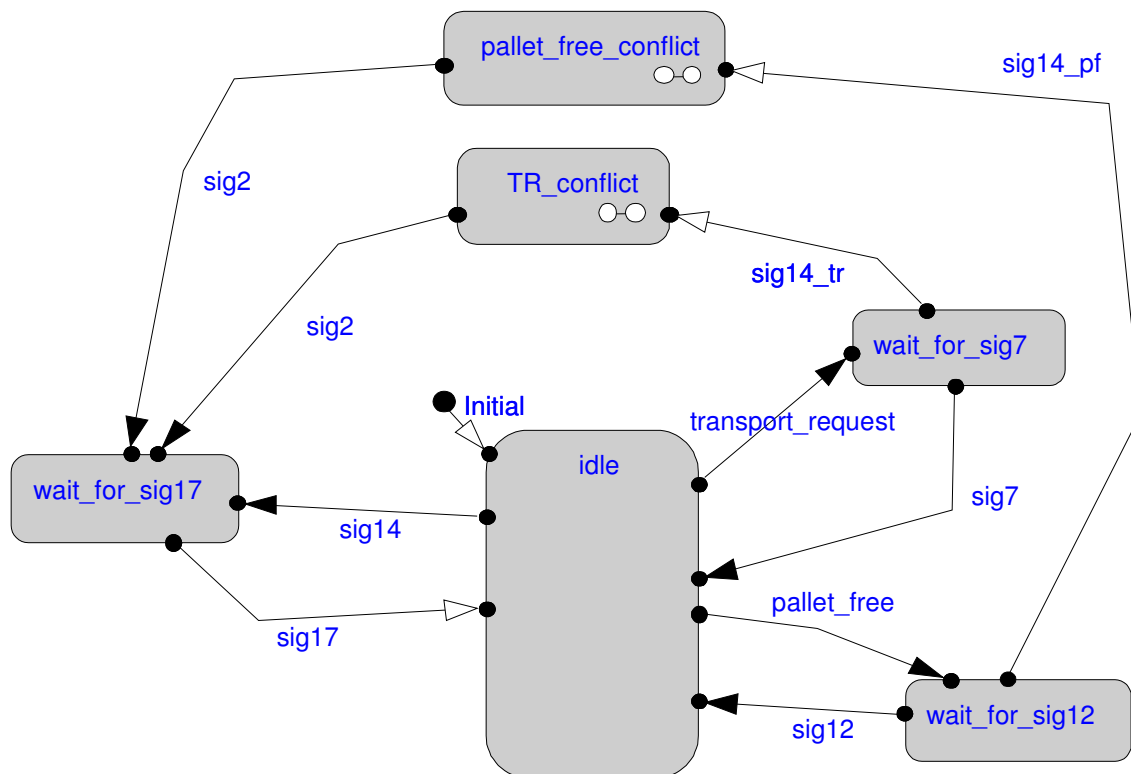 pallet_free_conflict
sig14_pf
sig2
TR_conflict
sig14_tr
sig2
wait_for_sig7
Initial
transport_request
idle
wait_for_sig17
sig14
sig7
pallet_free
sig17
wait_for_sig12
sig12